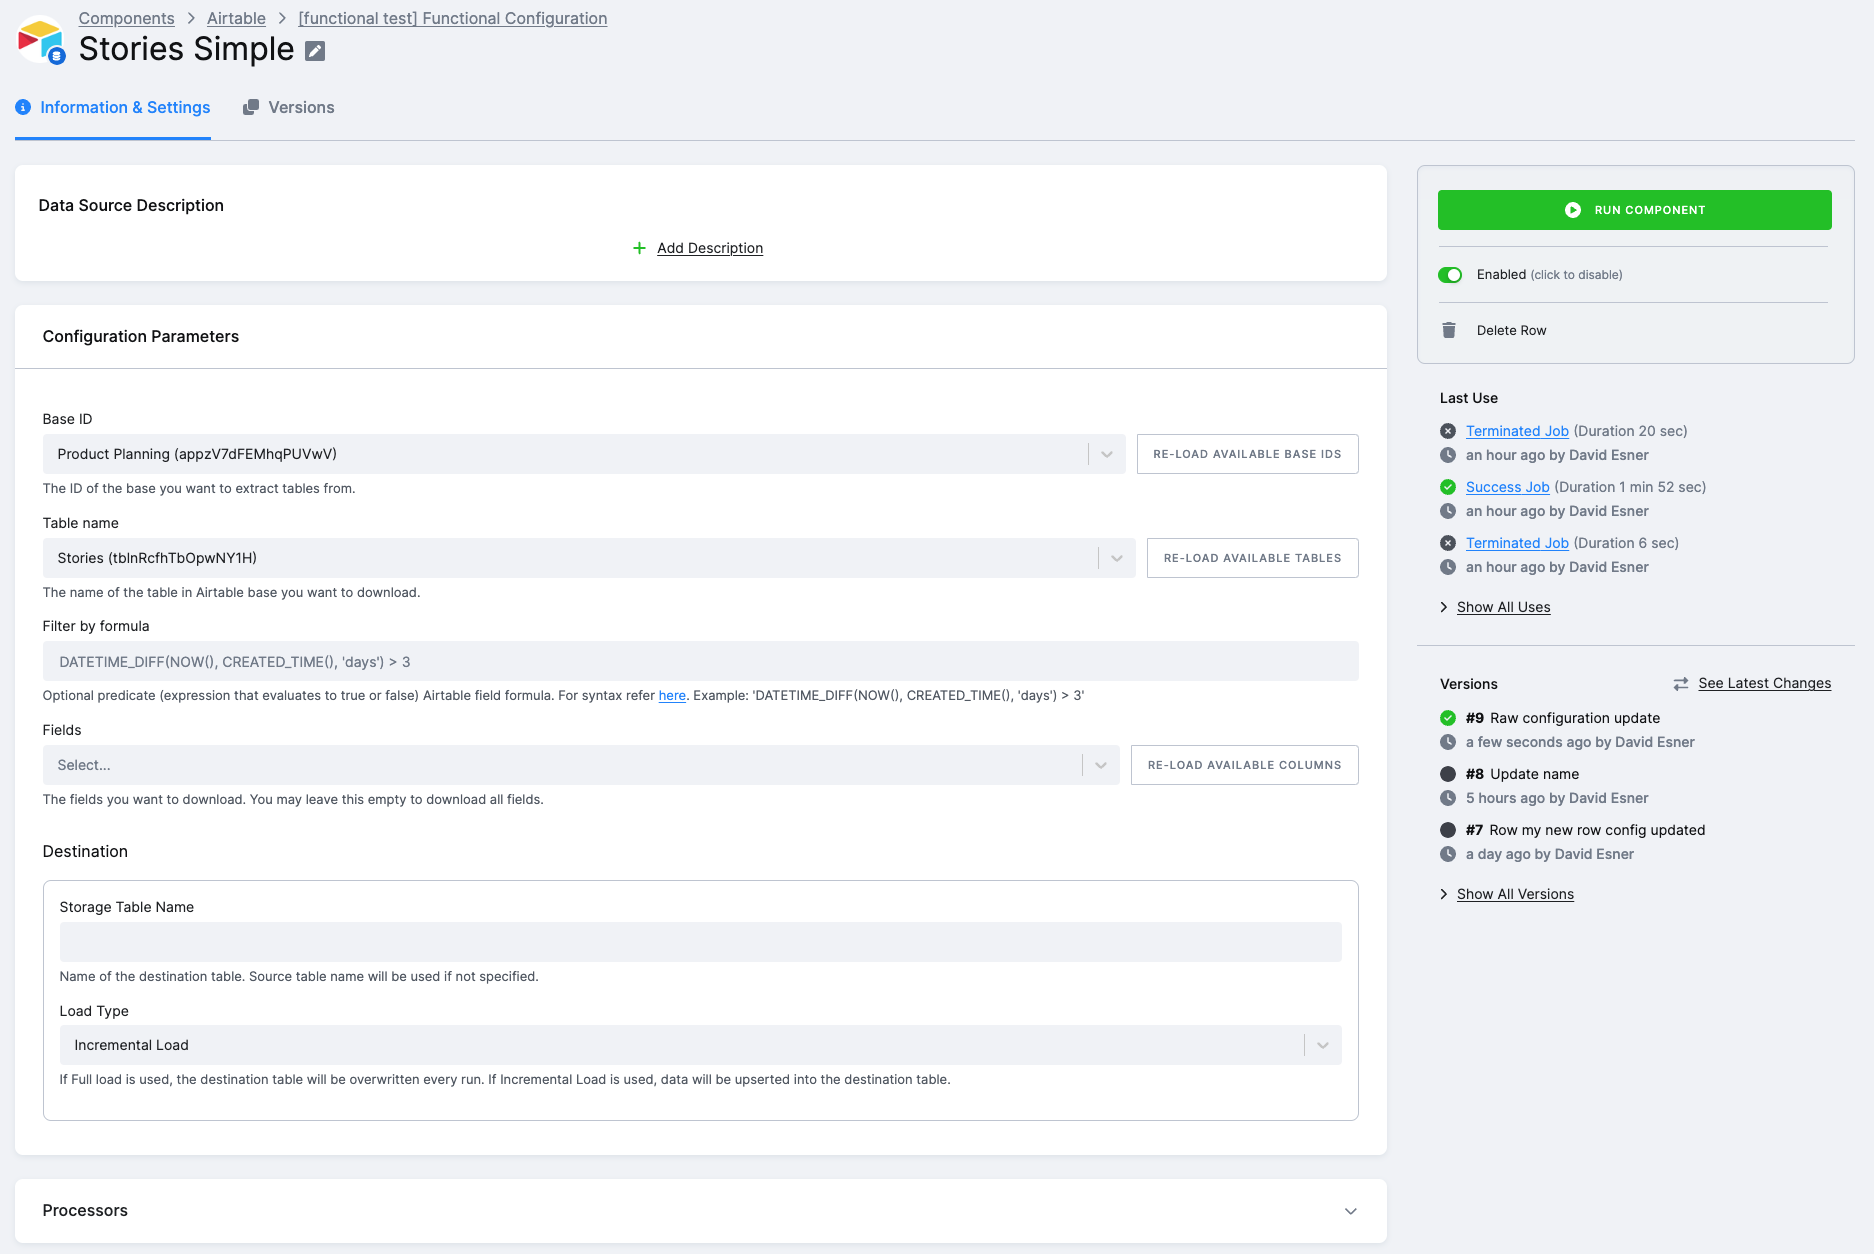 Components > Airtable > [functional test] Functional Configuration
Stories Simple
Information & Settings
Versions
Data Source Description
Add Description
Configuration Parameters
Base ID
Product Planning (appzV7dFEMhqPUVwV)
RE-LOAD AVAILABLE BASE IDS
The ID of the base you want to extract tables from.
Table name
Stories (tblnRcfhTbOpwNY1H)
RE-LOAD AVAILABLE TABLES
The name of the table in Airtable base you want to download.
Filter by formula
DATETIME_DIFF(NOW(), CREATED_TIME(), 'days') > 3
Optional predicate (expression that evaluates to true or false) Airtable field formula. For syntax refer here. Example: 'DATETIME_DIFF(NOW(), CREATED_TIME(), 'days') > 3'
Fields
Select...
RE-LOAD AVAILABLE COLUMNS
The fields you want to download. You may leave this empty to download all fields.
Destination
Storage Table Name
Name of the destination table. Source table name will be used if not specified.
Load Type
Incremental Load
If Full load is used, the destination table will be overwritten every run. If Incremental Load is used, data will be upserted into the destination table.
Processors
RUN COMPONENT
Enabled (click to disable)
Delete Row
Last Use
Terminated Job (Duration 20 sec)
an hour ago by David Esner
Success Job (Duration 1 min 52 sec)
an hour ago by David Esner
Terminated Job (Duration 6 sec)
an hour ago by David Esner
Show All Uses
Versions
See Latest Changes
#9 Raw configuration update
a few seconds ago by David Esner
#8 Update name
5 hours ago by David Esner
#7 Row my new row config updated
a day ago by David Esner
Show All Versions